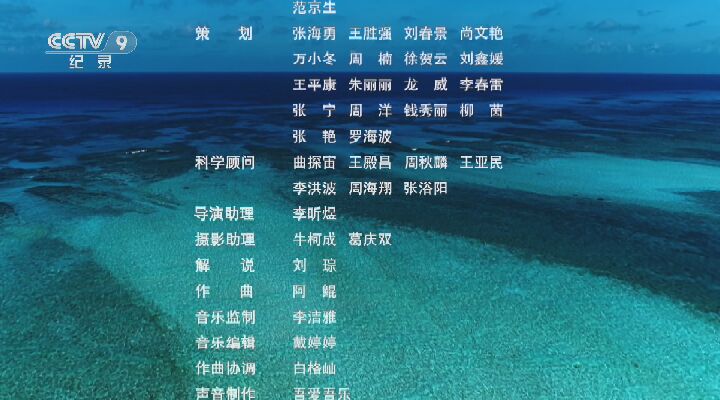 范京生
CCTV 9
纪录
策 划 张海勇 王胜强 刘春景 尚文艳
万小冬 周 楠 徐贺云 刘鑫媛
王平康 朱丽丽 龙 威 李春雷
张 宁 周 洋 钱秀丽 柳 茵
张 艳 罗海波
科学顾问 曲探宙 王殿昌 周秋麟 王亚民
李洪波 周海翔 张洛阳
导演助理 李昕煜
摄影助理 牛柯成 葛庆双
解 说 刘 琮
作 曲 阿 鲲
音乐监制 李洁雅
音乐编辑 戴婷婷
作曲协调 白格屾
声音制作 吾爱吾乐